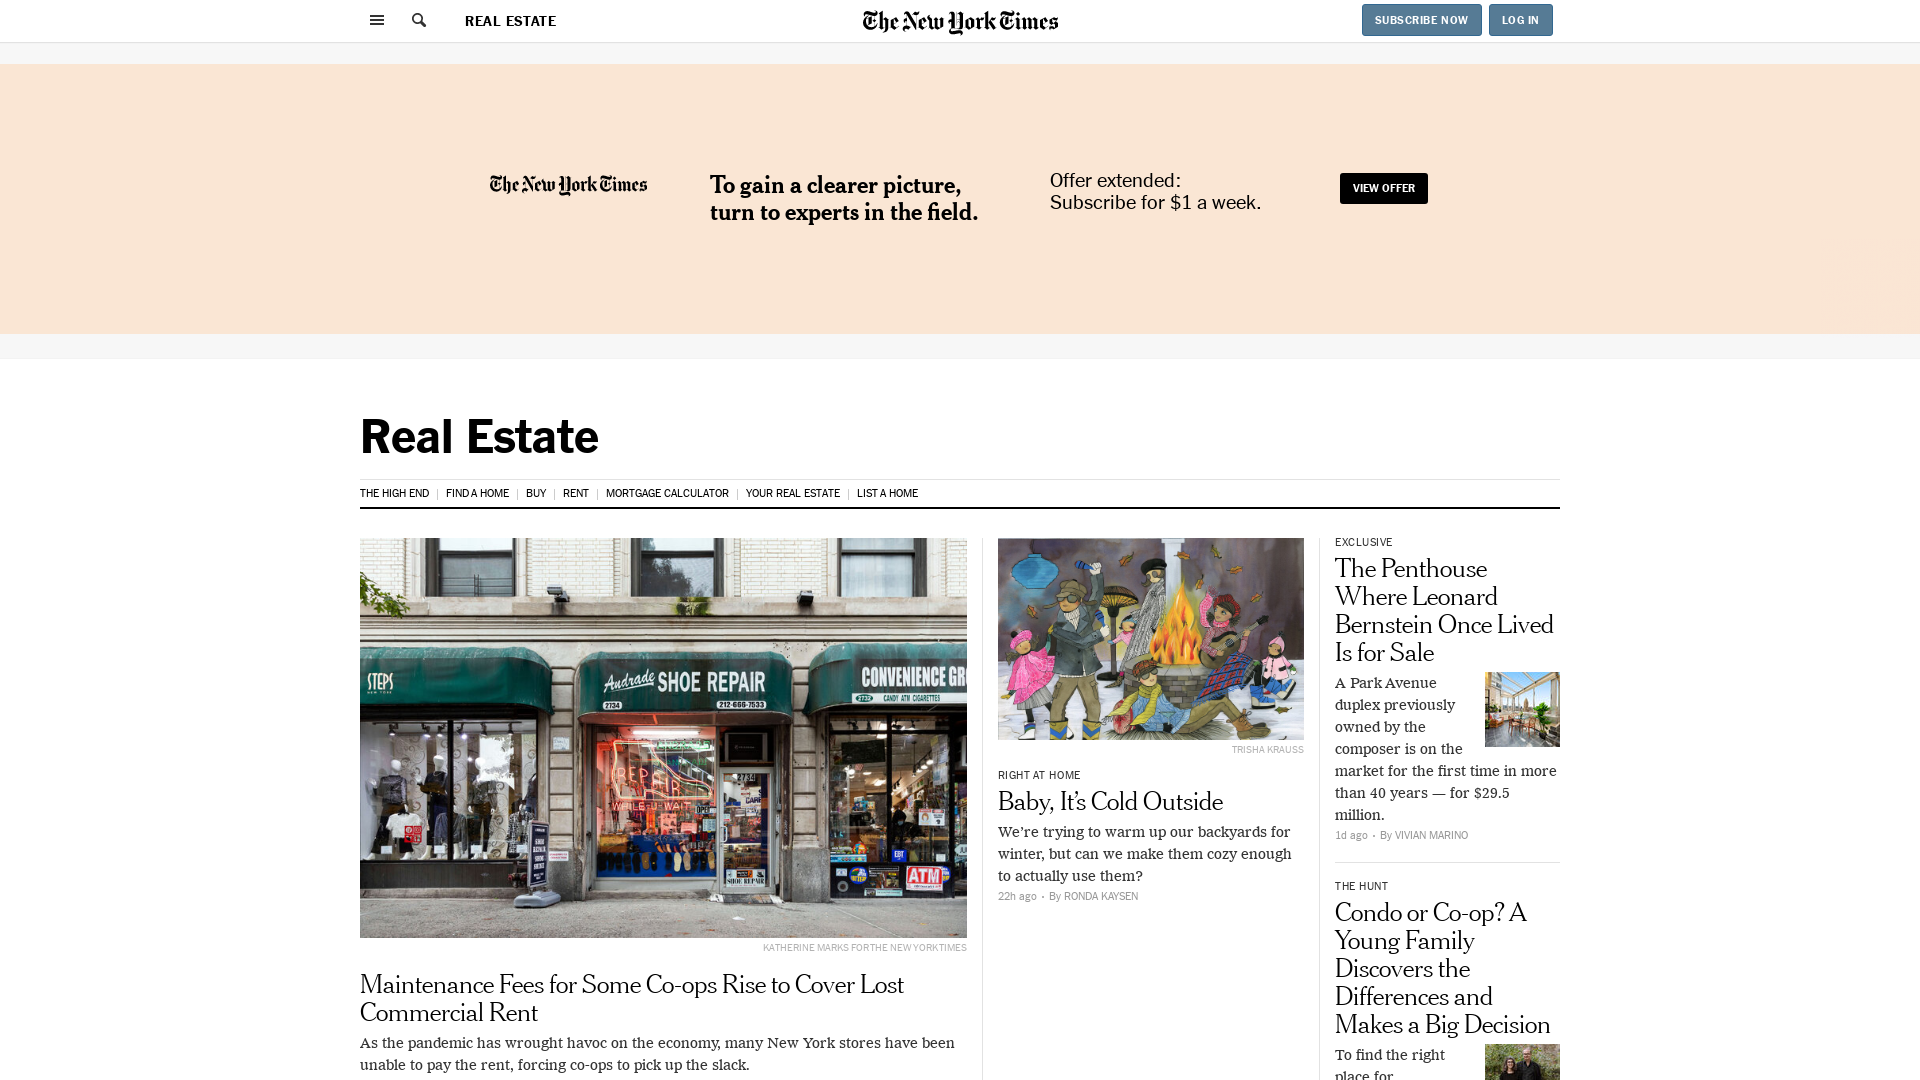 REAL ESTATE
The New York Times
SUBSCRIBE NOW
LOG IN
The New York Times
To gain a clearer picture,
turn to experts in the field.
Offer extended:
Subscribe for $1 a week.
VIEW OFFER
Real Estate
THE HIGH END
FIND A HOME
BUY
RENT
MORTGAGE CALCULATOR
YOUR REAL ESTATE
LIST A HOME
STEPS
NEW YORK
Andrade SHOE REPAIR
2734
212-666-7533
CONVENIENCE GR
2732
CANDY ATM CIGARETTES
REPAIR
WHILE-U-WAIT
2734
SHOE REPAIR
EBT
ATM
KATHERINE MARKS FOR THE NEW YORK TIMES
Maintenance Fees for Some Co-ops Rise to Cover Lost
Commercial Rent
As the pandemic has wrought havoc on the economy, many New York stores have been
unable to pay the rent, forcing co-ops to pick up the slack.
TRISHA KRAUSS
RIGHT AT HOME
Baby, It’s Cold Outside
We’re trying to warm up our backyards for
winter, but can we make them cozy enough
to actually use them?
22h ago • By RONDA KAYSEN
EXCLUSIVE
The Penthouse
Where Leonard
Bernstein Once Lived
Is for Sale
A Park Avenue
duplex previously
owned by the
composer is on the
market for the first time in more
than 40 years — for $29.5
million.
1d ago • By VIVIAN MARINO
THE HUNT
Condo or Co-op? A
Young Family
Discovers the
Differences and
Makes a Big Decision
To find the right
place for